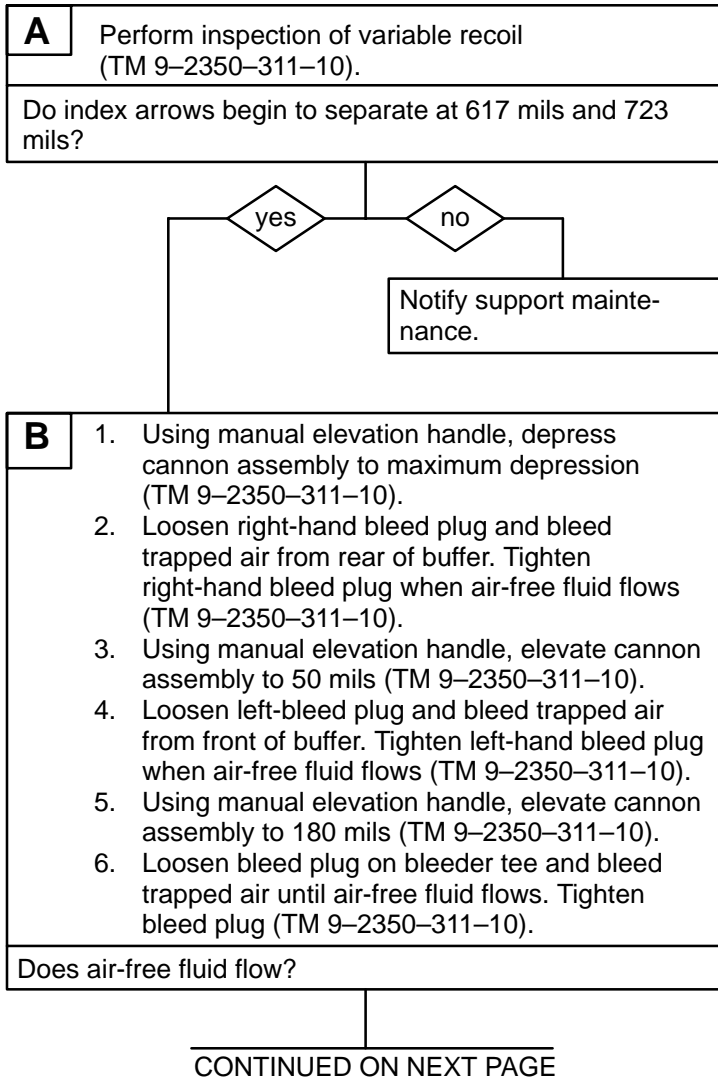 A
Perform inspection of variable recoil
(TM 9–2350–311–10).
Do index arrows begin to separate at 617 mils and 723
mils?
yes
no
Notify support mainte-
nance.
B
1. Using manual elevation handle, depress
cannon assembly to maximum depression
(TM 9–2350–311–10).
2. Loosen right-hand bleed plug and bleed
trapped air from rear of buffer. Tighten
right-hand bleed plug when air-free fluid flows
(TM 9–2350–311–10).
3. Using manual elevation handle, elevate cannon
assembly to 50 mils (TM 9–2350–311–10).
4. Loosen left-bleed plug and bleed trapped air
from front of buffer. Tighten left-hand bleed plug
when air-free fluid flows (TM 9–2350–311–10).
5. Using manual elevation handle, elevate cannon
assembly to 180 mils (TM 9–2350–311–10).
6. Loosen bleed plug on bleeder tee and bleed
trapped air until air-free fluid flows. Tighten
bleed plug (TM 9–2350–311–10).
Does air-free fluid flow?
CONTINUED ON NEXT PAGE